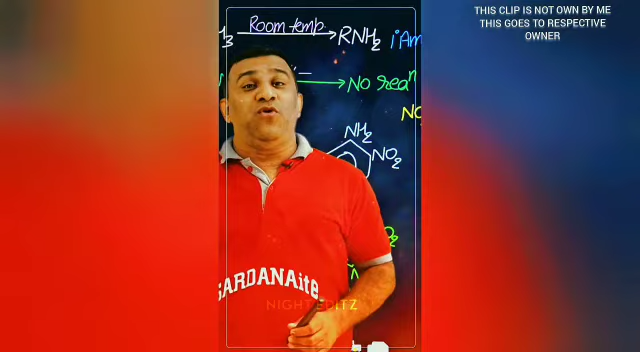 THIS CLIP IS NOT OWN BY ME
THIS GOES TO RESPECTIVE
OWNER
Room temp.
RNH₂
No reaⁿ
NH₂
NO₂
SARDANAite
NIGHT EDITZ